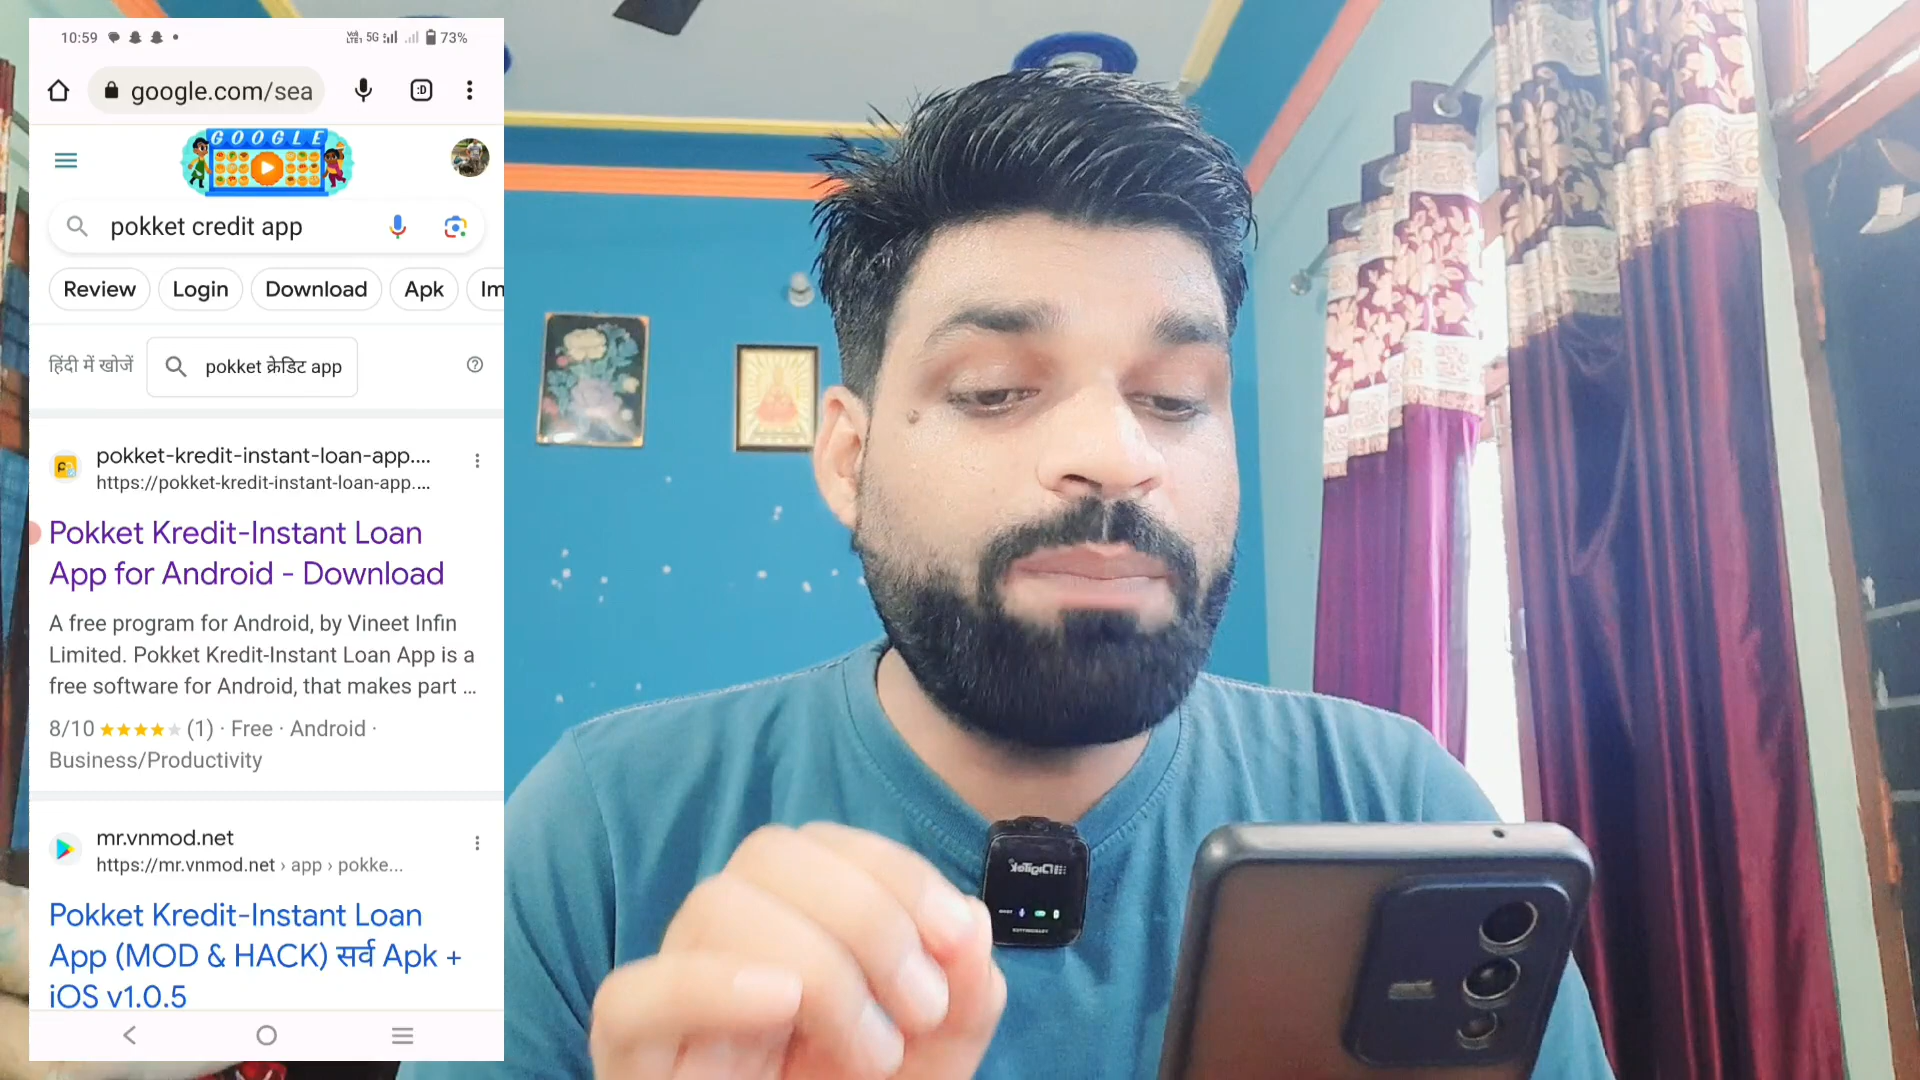 10:59
Vo) LTE1 5G 73%
google.com/sea
:D
GOOGLE
pokket credit app
Review Login Download Apk Im
हिंदी में खोजें pokket क्रेडिट app
pokket-kredit-instant-loan-app....
https://pokket-kredit-instant-loan-app....
Pokket Kredit-Instant Loan
App for Android - Download
A free program for Android, by Vineet Infin
Limited. Pokket Kredit-Instant Loan App is a
free software for Android, that makes part ...
8/10 (1) · Free · Android ·
Business/Productivity
mr.vnmod.net
https://mr.vnmod.net › app › pokke...
Pokket Kredit-Instant Loan
App (MOD & HACK) सर्व Apk +
iOS v1.0.5
DigiTek